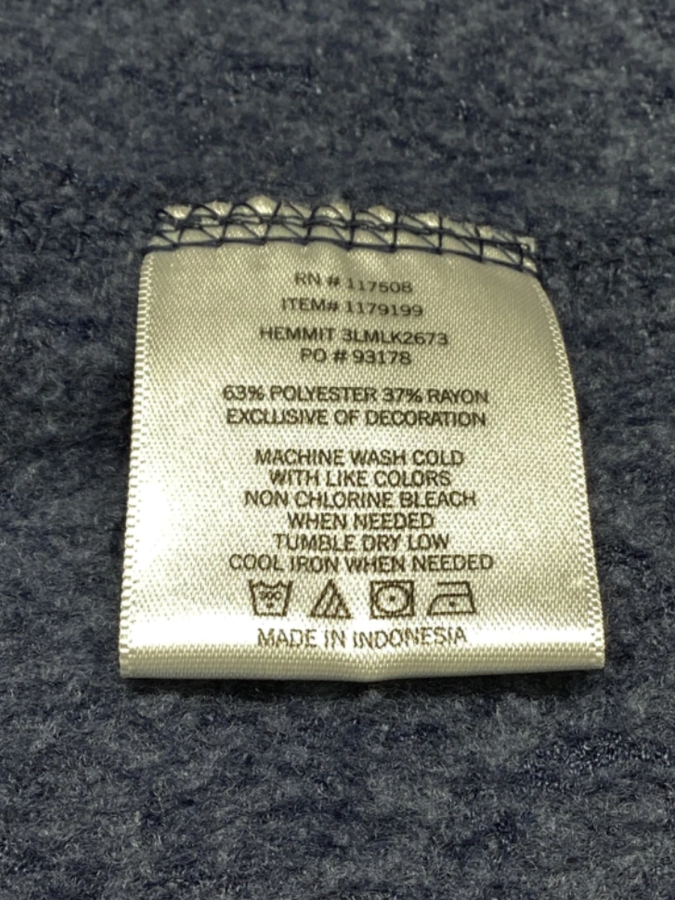 RN # 117508
ITEM# 1179199
HEMMIT 3LMLK2673
PO # 93178
63% POLYESTER 37% RAYON
EXCLUSIVE OF DECORATION
MACHINE WASH COLD
WITH LIKE COLORS
NON CHLORINE BLEACH
WHEN NEEDED
TUMBLE DRY LOW
COOL IRON WHEN NEEDED
MADE IN INDONESIA